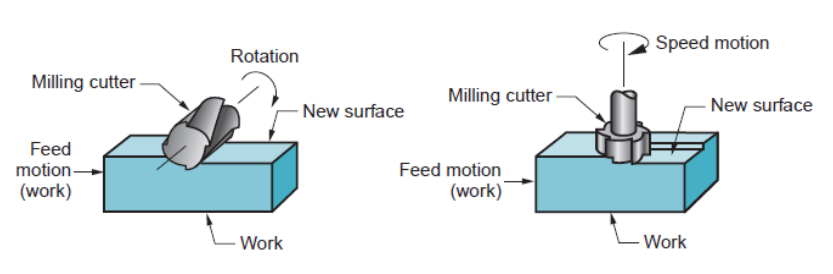 Rotation
Milling cutter
New surface
Feed
motion
(work)
Work
Speed motion
Milling cutter
New surface
Feed motion
(work)
Work